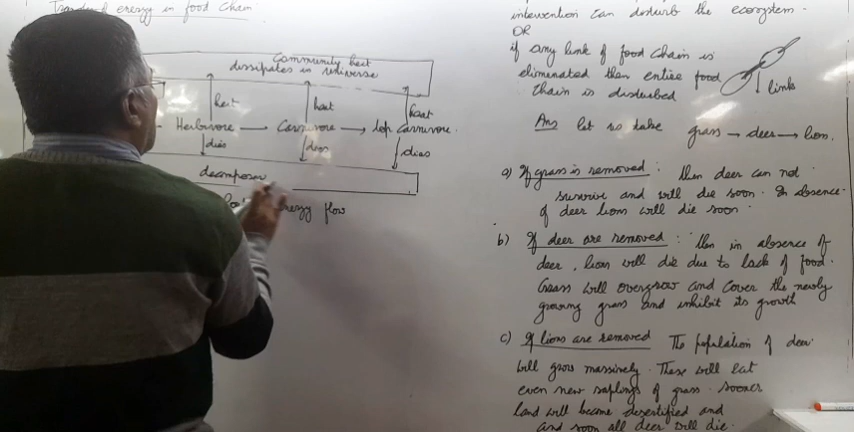 Transfer of energy in food chain.
Community heat
dissipates in universe
heat heat heat
Herbivore → Carnivore → top carnivore.
dies dies dies
decomposer
energy flow
intervention can disturb the ecosystem.
OR
if any link of food chain is
eliminated then entire food
chain is disturbed
link
Ans let us take grass → deer → lion.
a) If grass is removed: then deer can not
survive and will die soon. In absence
of deer lions will die soon.
b) If deer are removed: then in absence of
deer, lion will die due to lack of food.
Grass will overgrow and cover the newly
growing grass and inhibit its growth
c) If lions are removed The population of deer
will grow massively. These will eat
even new saplings of grass. Sooner
land will become desertified and
and soon all deer will die.